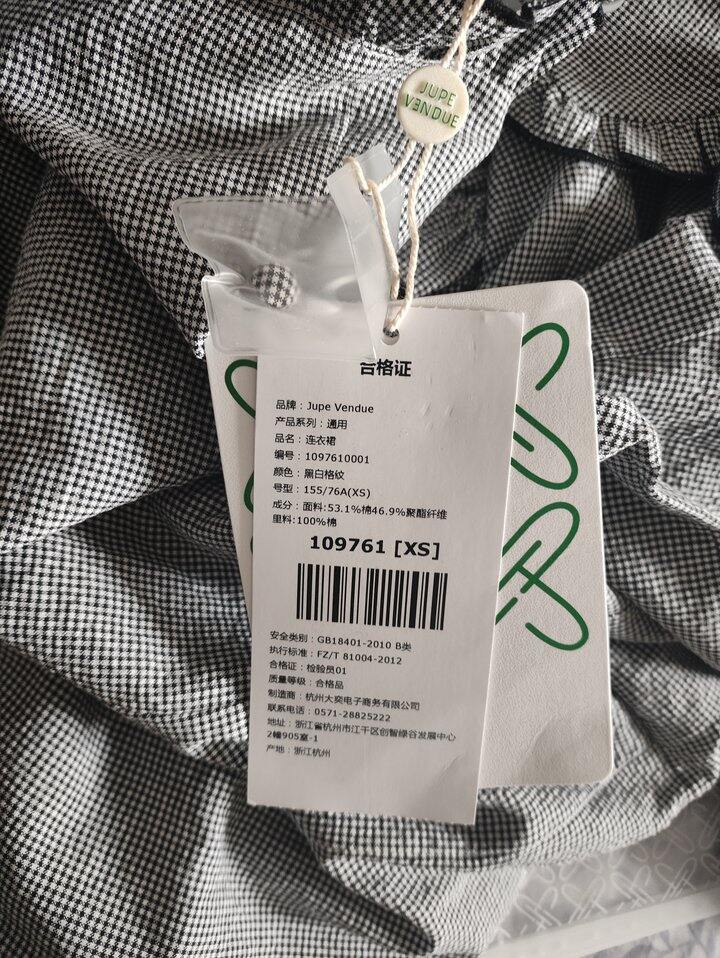 JUPE
VENDUE
合格证
品牌：Jupe Vendue
产品系列：通用
品名：连衣裙
编号：1097610001
颜色：黑白格纹
号型：155/76A(XS)
成分：面料:53.1%棉46.9%聚酯纤维
里料:100%棉
109761 [XS]
安全类别：GB18401-2010 B类
执行标准：FZ/T 81004-2012
合格证：检验员01
质量等级：合格品
制造商：杭州大奕电子商务有限公司
联系电话：0571-28825222
地址：浙江省杭州市江干区创智绿谷发展中心
2幢905室-1
产地：浙江杭州